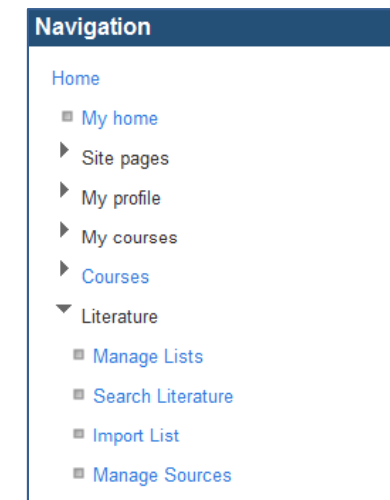 Navigation
Home
My home
Site pages
My profile
My courses
Courses
Literature
Manage Lists
Search Literature
Import List
Manage Sources